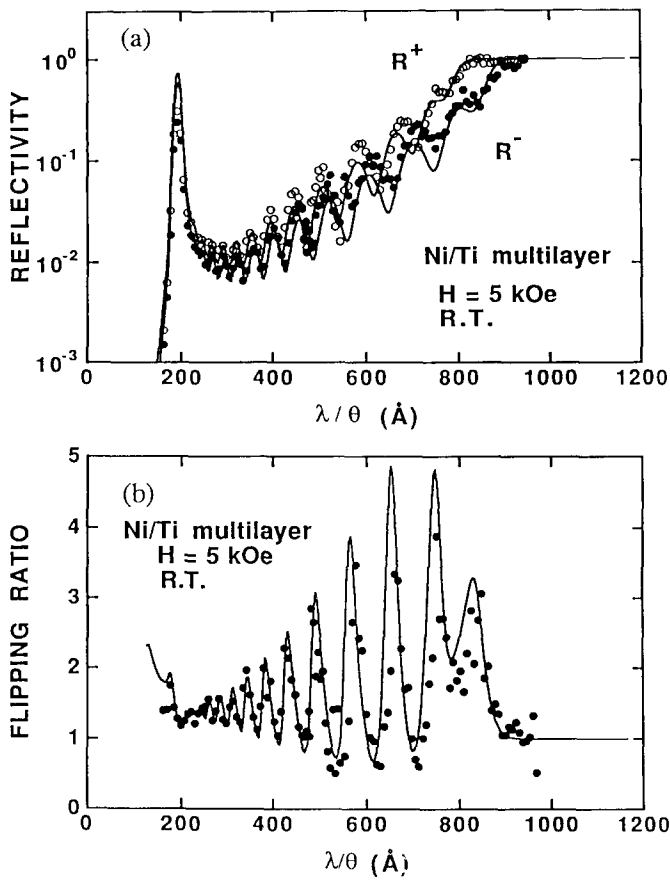 (a)
R+
R-
Ni/Ti multilayer
H = 5 kOe
R.T.
REFLECTIVITY
10^0
10^-1
10^-2
10^-3
0 200 400 600 800 1000 1200
λ/θ (Å)
(b)
Ni/Ti multilayer
H = 5 kOe
R.T.
FLIPPING RATIO
5
4
3
2
1
0
0 200 400 600 800 1000 1200
λ/θ (Å)